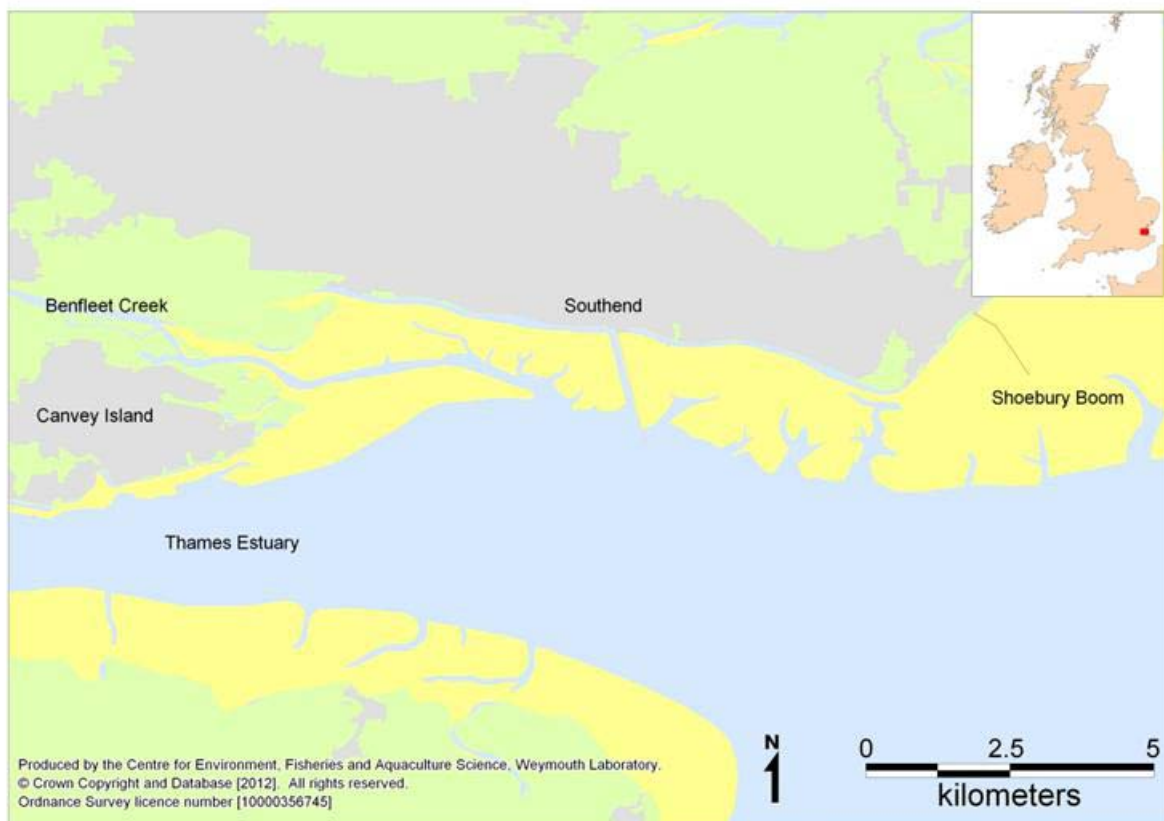 Benfleet Creek
Southend
Canvey Island
Shoebury Boom
Thames Estuary
N
0 2.5 5
kilometers
Produced by the Centre for Environment, Fisheries and Aquaculture Science, Weymouth Laboratory.
© Crown Copyright and Database [2012]. All rights reserved.
Ordnance Survey licence number [10000356745]